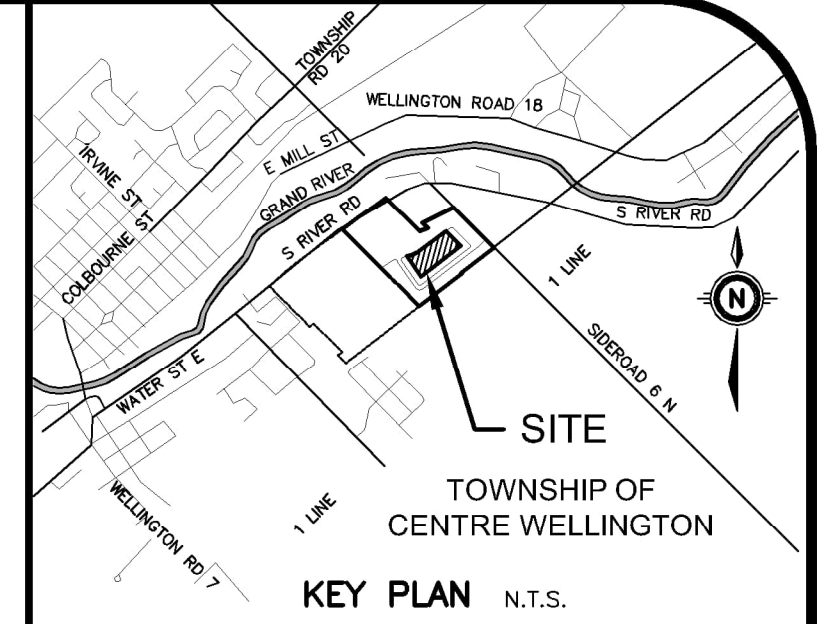 TOWNSHIP
RD 20
WELLINGTON ROAD 18
IRVINE ST
E MILL ST
GRAND RIVER
COLBOURNE ST
S RIVER RD
S RIVER RD
1 LINE
N
SIDEROAD 6 N
WATER ST E
SITE
TOWNSHIP OF
CENTRE WELLINGTON
WELLINGTON RD 7
1 LINE
KEY PLAN N.T.S.